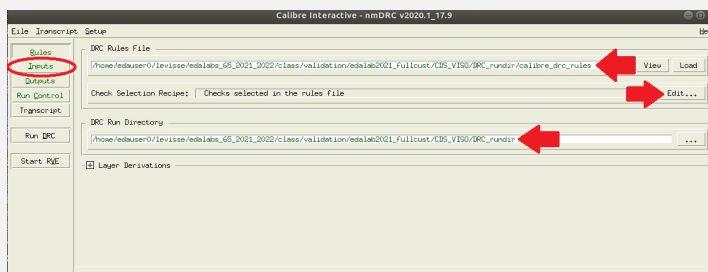 Calibre Interactive - nmDRC v2020.1_17.9
File Transcript Setup
Rules
Inputs
Outputs
Run Control
Transcript
Run DRC
Start RVE
DRC Rules File
/home/edauser0/levisse/edalabs_65_2021_2022/class/validation/edalab2021_fullcust/CDS_VISO/DRC_rundir/calibre_drc_rules View Load
Check Selection Recipe: Checks selected in the rules file Edit...
DRC Run Directory
/home/edauser0/levisse/edalabs_65_2021_2022/class/validation/edalab2021_fullcust/CDS_VISO/DRC_rundir ...
Layer Derivations